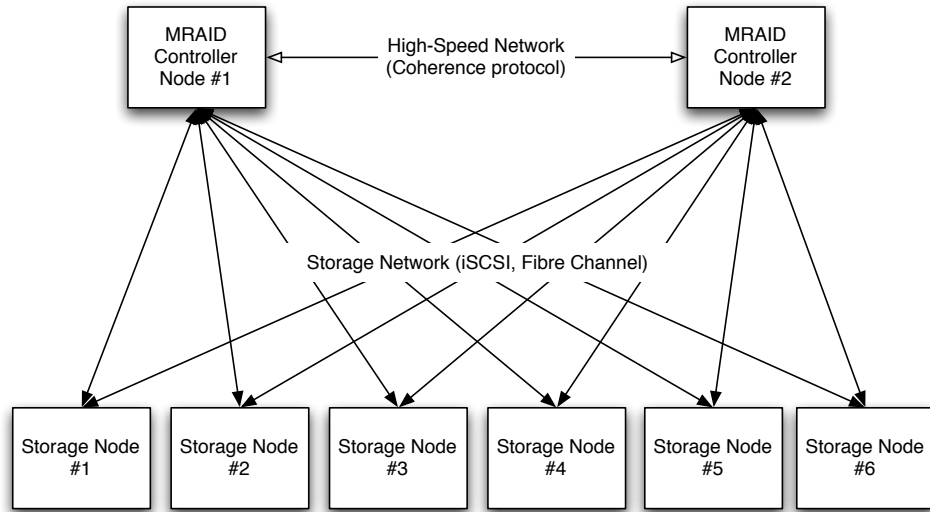 MRAID
Controller
Node #1
High-Speed Network
(Coherence protocol)
MRAID
Controller
Node #2
Storage Network (iSCSI, Fibre Channel)
Storage Node
#1
Storage Node
#2
Storage Node
#3
Storage Node
#4
Storage Node
#5
Storage Node
#6